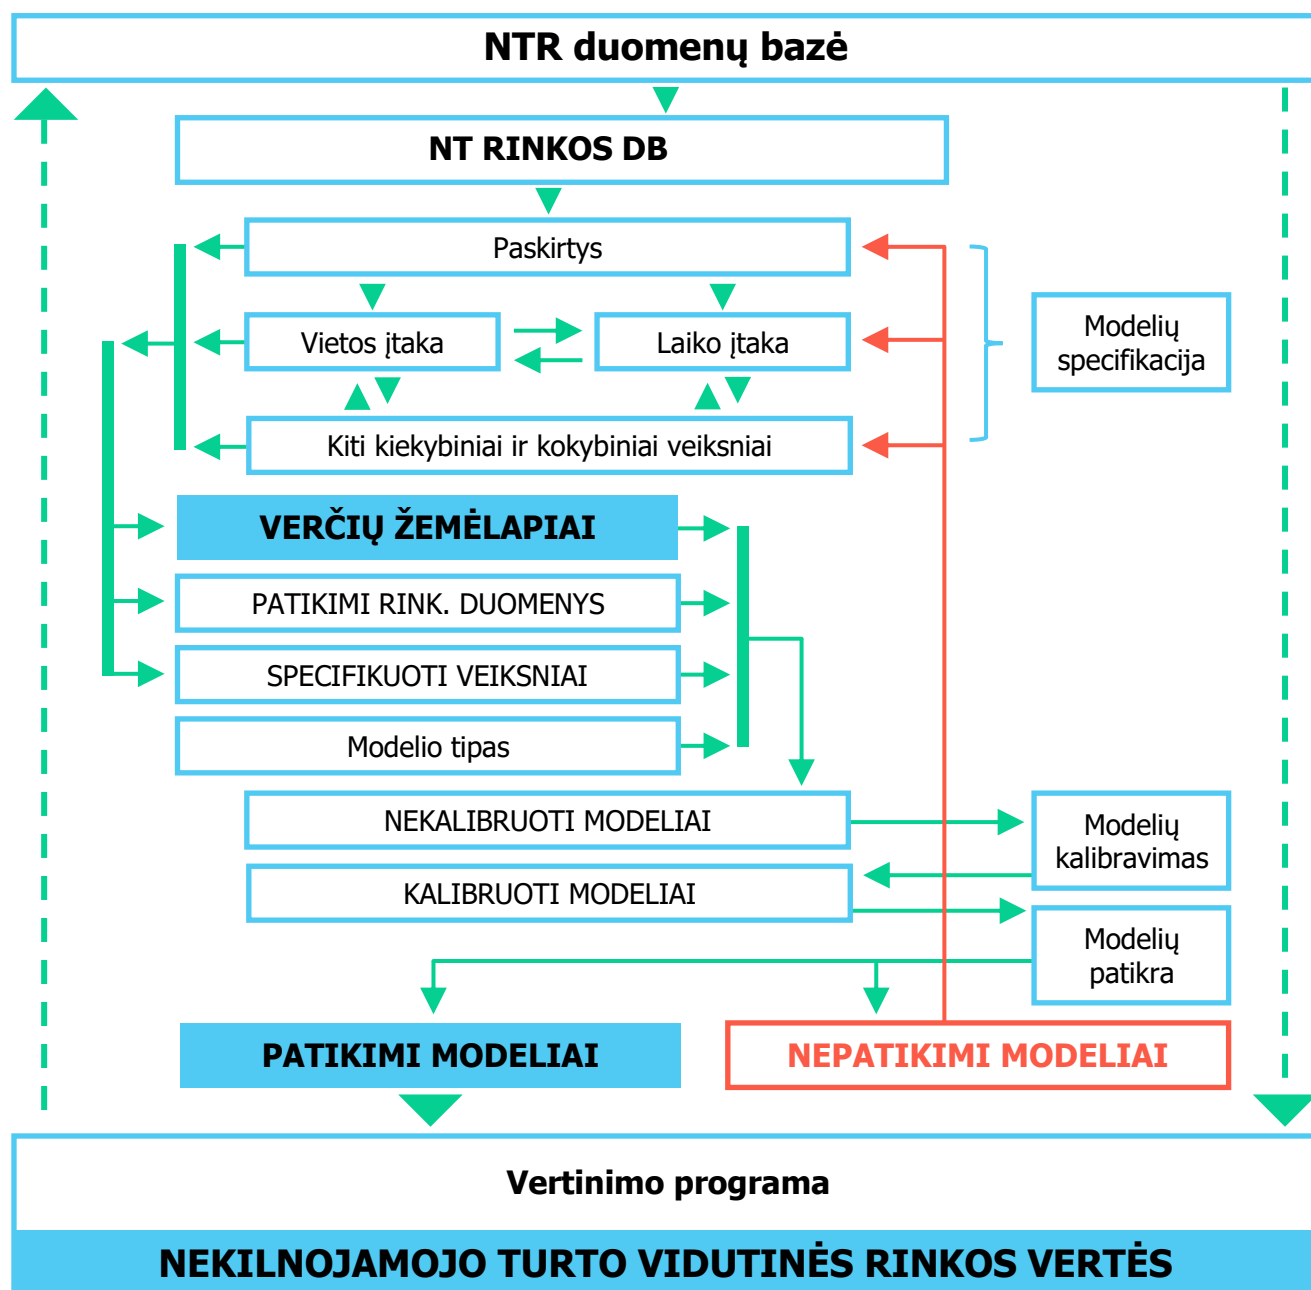 NTR duomenų bazė
NT RINKOS DB
Paskirtys
Vietos įtaka
Laiko įtaka
Modelių
specifikacija
Kiti kiekybiniai ir kokybiniai veiksniai
VERČIŲ ŽEMĖLAPIAI
PATIKIMI RINK. DUOMENYS
SPECIFIKUOTI VEIKSNIAI
Modelio tipas
NEKALIBRUOTI MODELIAI
Modelių
kalibravimas
KALIBRUOTI MODELIAI
Modelių
patikra
PATIKIMI MODELIAI
NEPATIKIMI MODELIAI
Vertinimo programa
NEKILNOJAMOJO TURTO VIDUTINĖS RINKOS VERTĖS